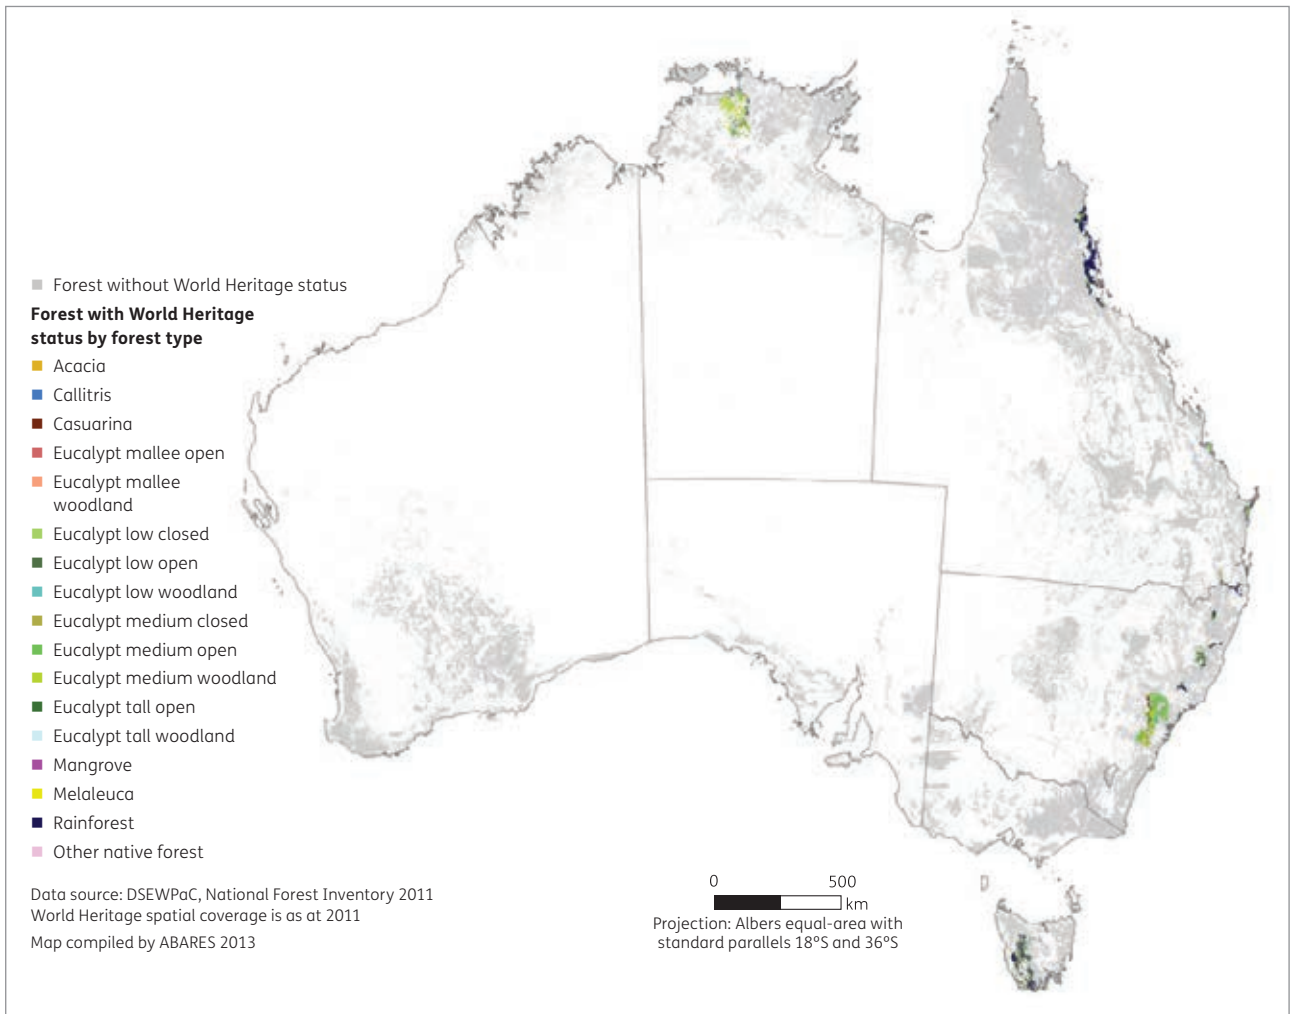 Forest without World Heritage status
Forest with World Heritage
status by forest type
Acacia
Callitris
Casuarina
Eucalypt mallee open
Eucalypt mallee
woodland
Eucalypt low closed
Eucalypt low open
Eucalypt low woodland
Eucalypt medium closed
Eucalypt medium open
Eucalypt medium woodland
Eucalypt tall open
Eucalypt tall woodland
Mangrove
Melaleuca
Rainforest
Other native forest
Data source: DSEWPaC, National Forest Inventory 2011
World Heritage spatial coverage is as at 2011
Map compiled by ABARES 2013
0 500
km
Projection: Albers equal-area with
standard parallels 18°S and 36°S